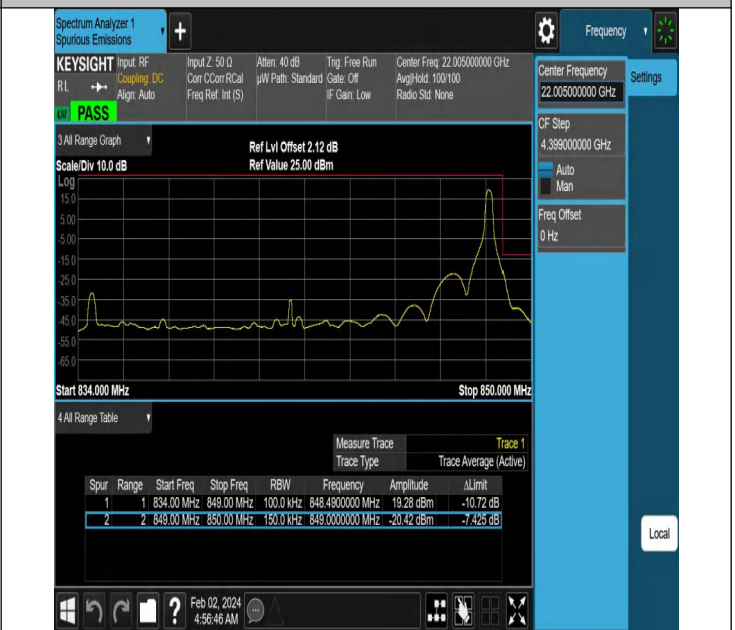 Spectrum Analyzer 1
Spurious Emissions
+
Frequency
KEYSIGHT
R L
PASS
Input: RF
Coupling: DC
Align: Auto
Input Z: 50 Ω
Corr CCorr RCal
Freq Ref: Int (S)
Atten: 40 dB
µW Path: Standard
Trig: Free Run
Gate: Off
IF Gain: Low
Center Freq: 22.005000000 GHz
Avg|Hold: 100/100
Radio Std: None
Center Frequency
22.005000000 GHz
Settings
CF Step
4.399000000 GHz
Auto
Man
Freq Offset
0 Hz
3 All Range Graph
Scale/Div 10.0 dB
Ref Lvl Offset 2.12 dB
Ref Value 25.00 dBm
Log
15.0
5.00
-5.00
-15.0
-25.0
-35.0
-45.0
-55.0
-65.0
Start 834.000 MHz
Stop 850.000 MHz
4 All Range Table
Measure Trace Trace 1
Trace Type Trace Average (Active)
Spur Range Start Freq Stop Freq RBW Frequency Amplitude ΔLimit
1 1 834.00 MHz 849.00 MHz 100.0 kHz 848.4900000 MHz 19.28 dBm -10.72 dB
2 2 849.00 MHz 850.00 MHz 150.0 kHz 849.0000000 MHz -20.42 dBm -7.425 dB
Local
?
Feb 02, 2024
4:56:46 AM